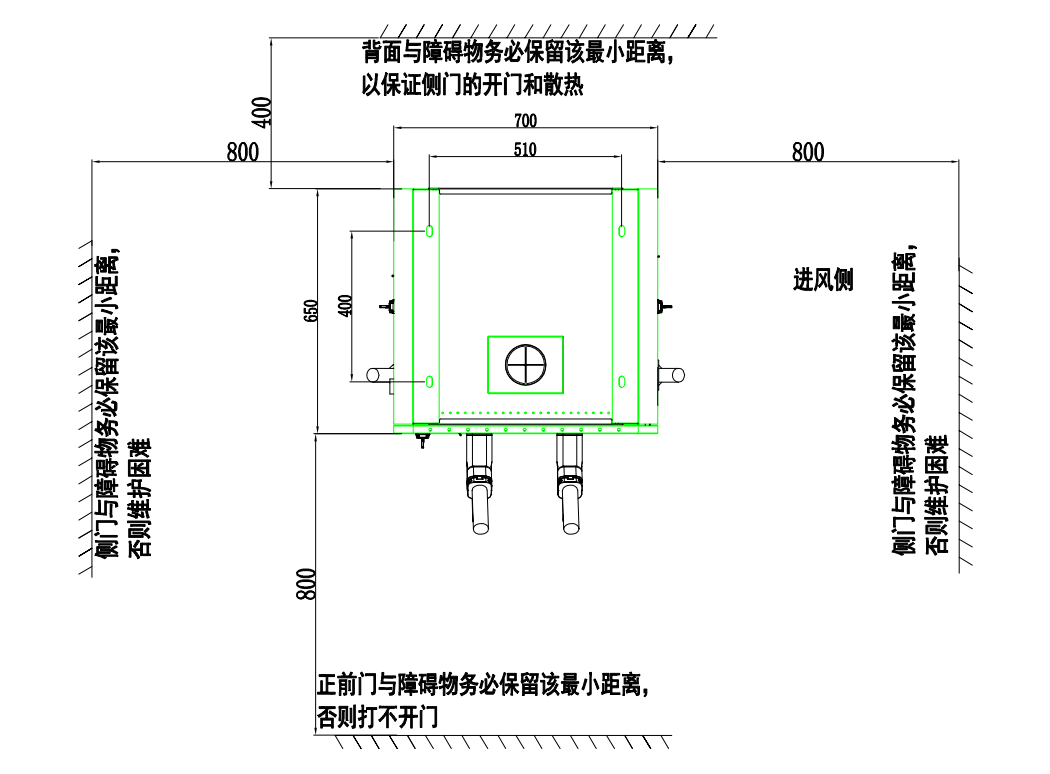 背面与障碍物务必保留该最小距离，
以保证侧门的开门和散热
400
700
510
800
800
650
400
进风侧
侧门与障碍物务必保留该最小距离，
否则维护困难
侧门与障碍物务必保留该最小距离，
否则维护困难
800
正前门与障碍物务必保留该最小距离，
否则打不开门